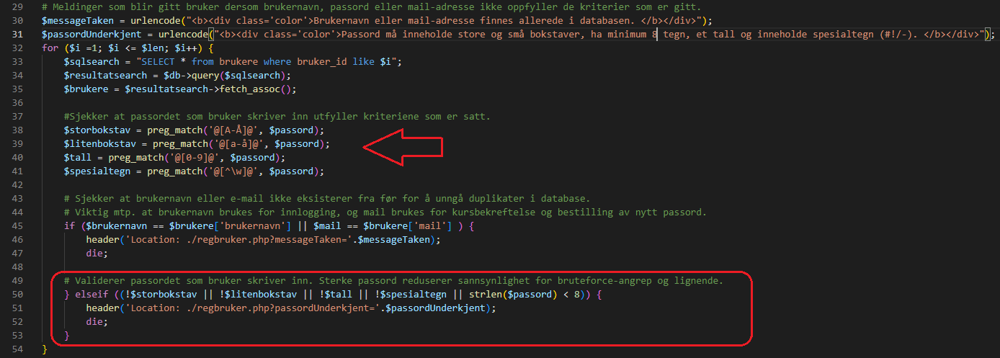 29 # Meldinger som blir gitt bruker dersom brukernavn, passord eller mail-adresse ikke oppfyller de kriterier som er gitt.
30 $messageTaken = urlencode("<b><div class='color'>Brukernavn eller mail-adresse finnes allerede i databasen. </b></div>");
31 $passordUnderkjent = urlencode("<b><div class='color'>Passord må inneholde store og små bokstaver, ha minimum 8 tegn, et tall og inneholde spesialtegn (#!/-). </b></div>");
32 for ($i =1; $i <= $len; $i++) {
33     $sqlsearch = "SELECT * from brukere where bruker_id like $i";
34     $resultatsearch = $db->query($sqlsearch);
35     $brukere = $resultatsearch->fetch_assoc();
36
37     #Sjekker at passordet som bruker skriver inn utfyller kriteriene som er satt.
38     $storbokstav = preg_match('@[A-Å]@', $passord);
39     $litenbokstav = preg_match('@[a-å]@', $passord);
40     $tall = preg_match('@[0-9]@', $passord);
41     $spesialtegn = preg_match('@[^\w]@', $passord);
42
43     # Sjekker at brukernavn eller e-mail ikke eksisterer fra før for å unngå duplikater i database.
44     # Viktig mtp. at brukernavn brukes for innlogging, og mail brukes for kursbekreftelse og bestilling av nytt passord.
45     if ($brukernavn == $brukere['brukernavn'] || $mail == $brukere['mail'] ) {
46         header('Location: ./regbruker.php?messageTaken='.$messageTaken);
47         die;
48
49     # Validerer passordet som bruker skriver inn. Sterke passord reduserer sannsynlighet for bruteforce-angrep og lignende.
50     } elseif ((!$storbokstav || !$litenbokstav || !$tall || !$spesialtegn || strlen($passord) < 8)) {
51         header('Location: ./regbruker.php?passordUnderkjent='.$passordUnderkjent);
52         die;
53     }
54 }